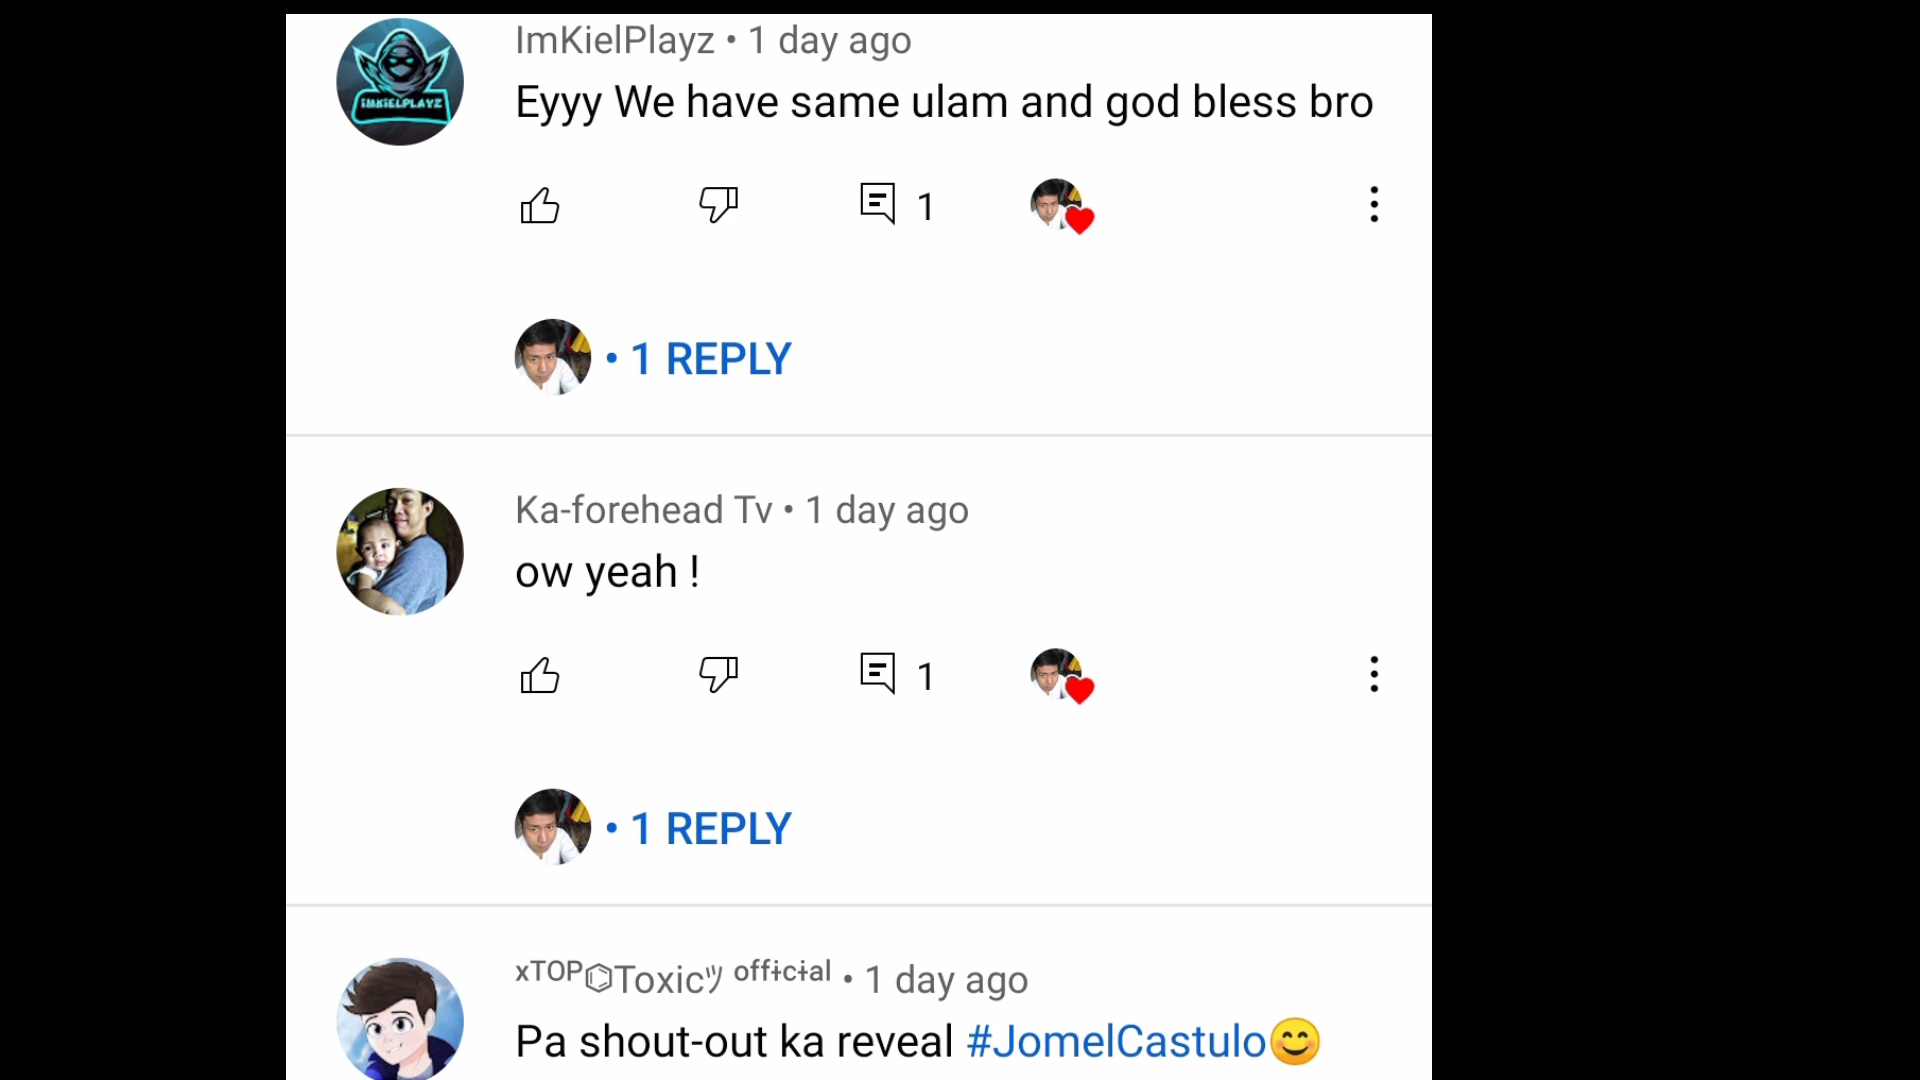 ImKielPlayz • 1 day ago
IMKIELPLAYZ
Eyyy We have same ulam and god bless bro
1
• 1 REPLY
Ka-forehead Tv • 1 day ago
ow yeah !
1
• 1 REPLY
ˣᵀᴼᴾ⌬Toxicツ ᵒᶠᶠⁱᶜⁱᵃˡ • 1 day ago
Pa shout-out ka reveal #JomelCastulo😊